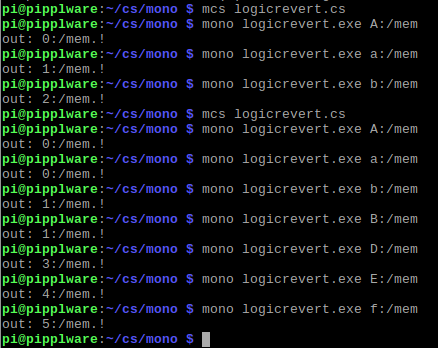 pi@pipplware:~/cs/mono $ mcs logicrevert.cs
pi@pipplware:~/cs/mono $ mono logicrevert.exe A:/mem
out: 0:/mem.!
pi@pipplware:~/cs/mono $ mono logicrevert.exe a:/mem
out: 1:/mem.!
pi@pipplware:~/cs/mono $ mono logicrevert.exe b:/mem
out: 2:/mem.!
pi@pipplware:~/cs/mono $ mcs logicrevert.cs
pi@pipplware:~/cs/mono $ mono logicrevert.exe A:/mem
out: 0:/mem.!
pi@pipplware:~/cs/mono $ mono logicrevert.exe a:/mem
out: 0:/mem.!
pi@pipplware:~/cs/mono $ mono logicrevert.exe b:/mem
out: 1:/mem.!
pi@pipplware:~/cs/mono $ mono logicrevert.exe B:/mem
out: 1:/mem.!
pi@pipplware:~/cs/mono $ mono logicrevert.exe D:/mem
out: 3:/mem.!
pi@pipplware:~/cs/mono $ mono logicrevert.exe E:/mem
out: 4:/mem.!
pi@pipplware:~/cs/mono $ mono logicrevert.exe f:/mem
out: 5:/mem.!
pi@pipplware:~/cs/mono $